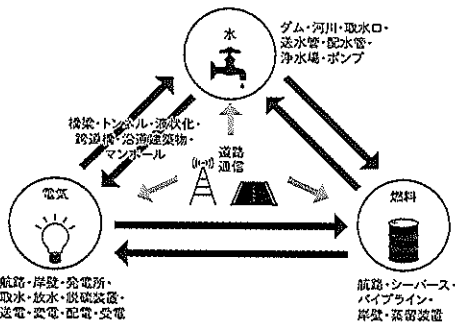 水
ダム・河川・取水口・
送水管・配水管・
浄水場・ポンプ
橋梁・トンネル・液状化・
跨道橋・沿道建築物・
マンホール
道路
通信
電気
燃料
航路・岸壁・発電所・
取水・放水・脱硫装置・
送電・変電・配電・受電
航路・シーバース・
パイプライン・
岸壁・蒸留装置